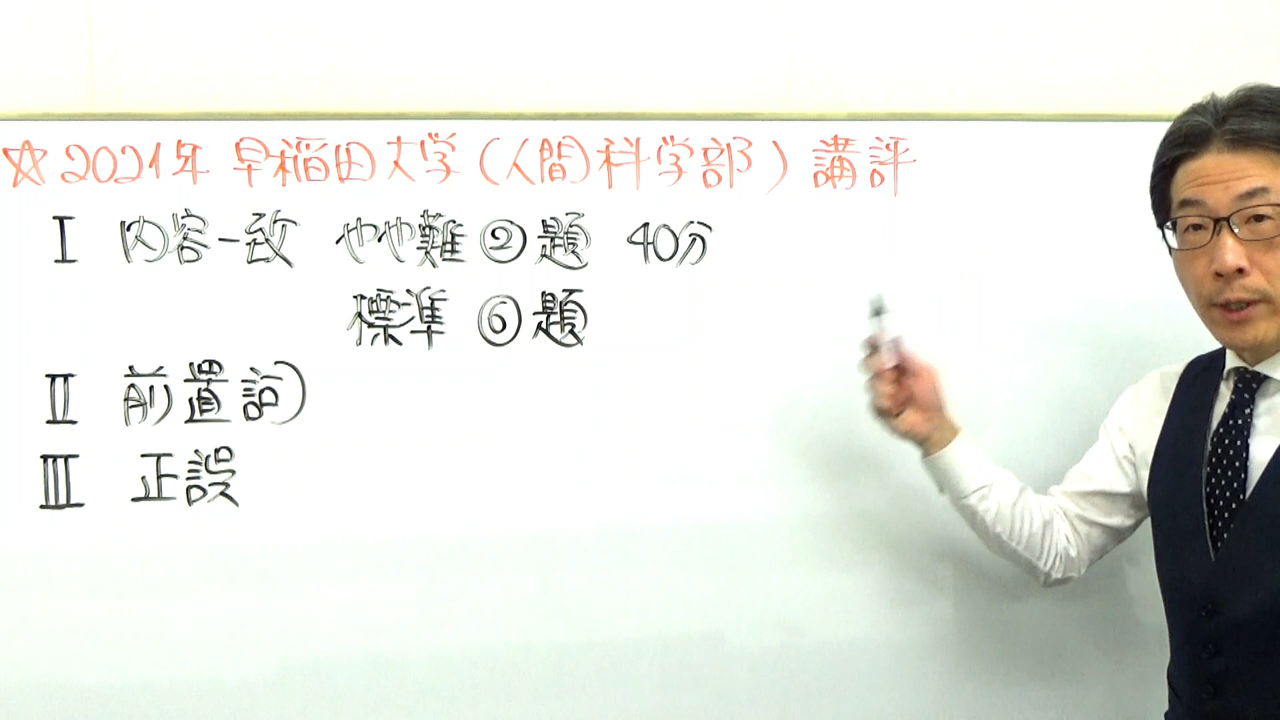 ☆2021年 早稲田大学(人間科学部)講評
I 内容一致 やや難 ②題 40分
標準 ⑥題
II 前置詞
III 正誤